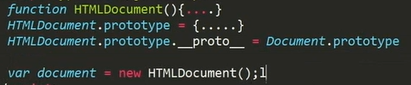 function HTMLDocument(){....}
HTMLDocument.prototype = {.....}
HTMLDocument.prototype.__proto__ = Document.prototype
var document = new HTMLDocument();l